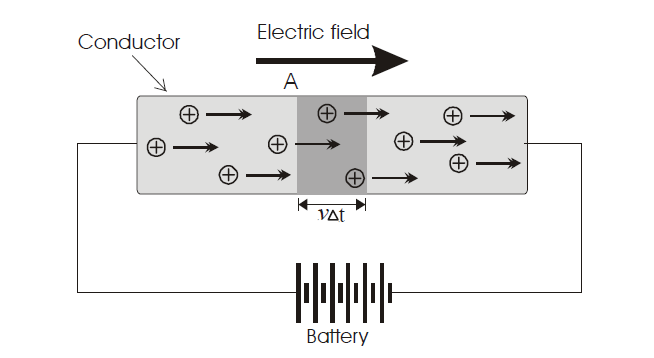 Electric field
Conductor
A
vΔt
Battery